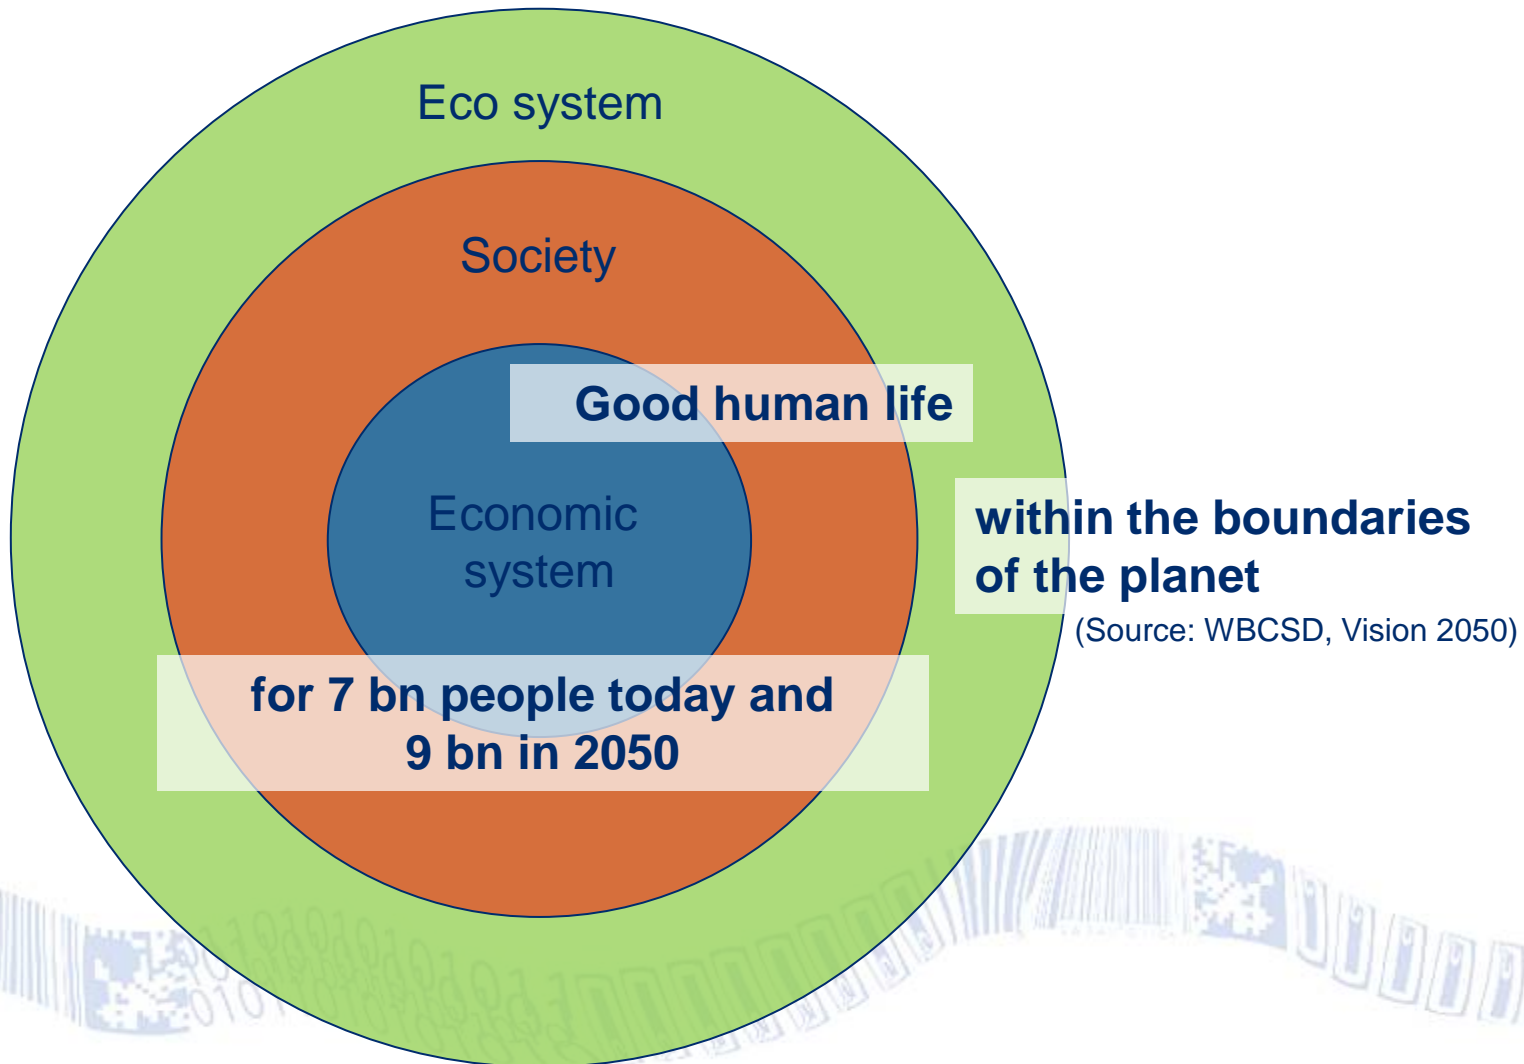 Eco system
Society
Good human life
Economic
system
within the boundaries
of the planet
(Source: WBCSD, Vision 2050)
for 7 bn people today and
9 bn in 2050